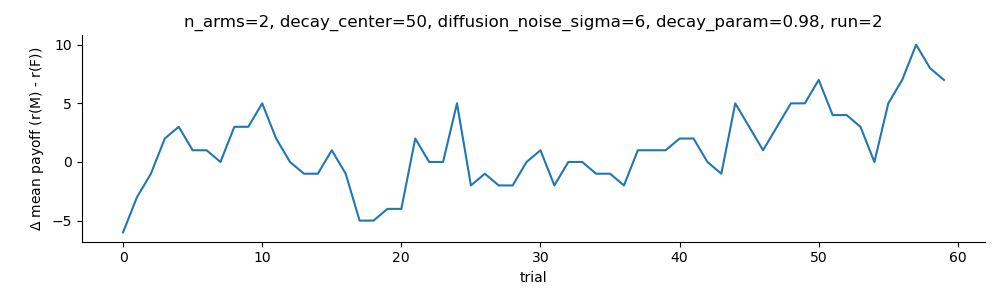 n_arms=2, decay_center=50, diffusion_noise_sigma=6, decay_param=0.98, run=2
Δ mean payoff (r(M) - r(F))
10
5
0
−5
0 10 20 30 40 50 60
trial